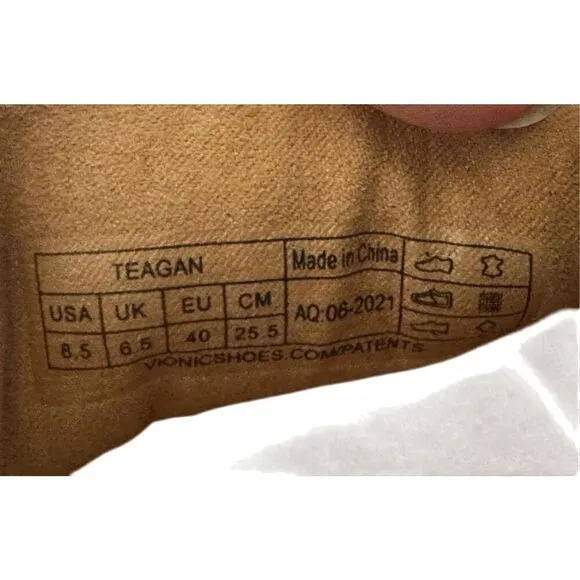 TEAGAN Made in China
USA UK EU CM AQ:06-2021
8.5 6.5 40 25.5
VIONICSHOES.COM/PATENTS